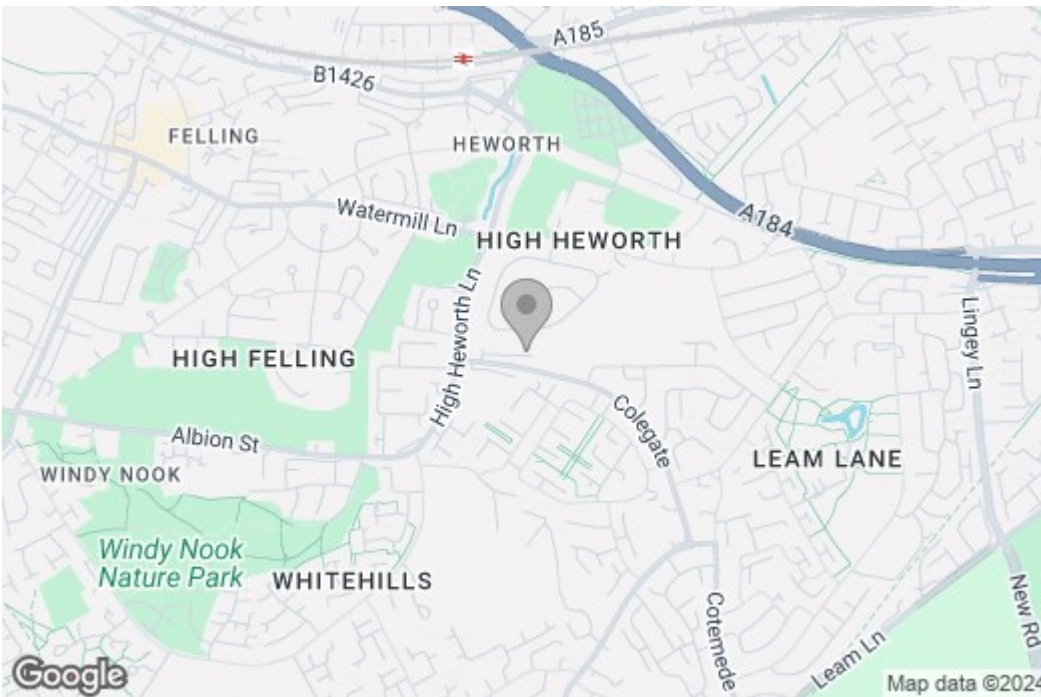 A185
B1426
FELLING
HEWORTH
Watermill Ln
A184
HIGH HEWORTH
High Heworth Ln
Lingey Ln
HIGH FELLING
Colegate
Albion St
LEAM LANE
WINDY NOOK
Windy Nook
Nature Park
WHITEHILLS
New Rd
Cotemede
Leam Ln
Google
Map data ©2024